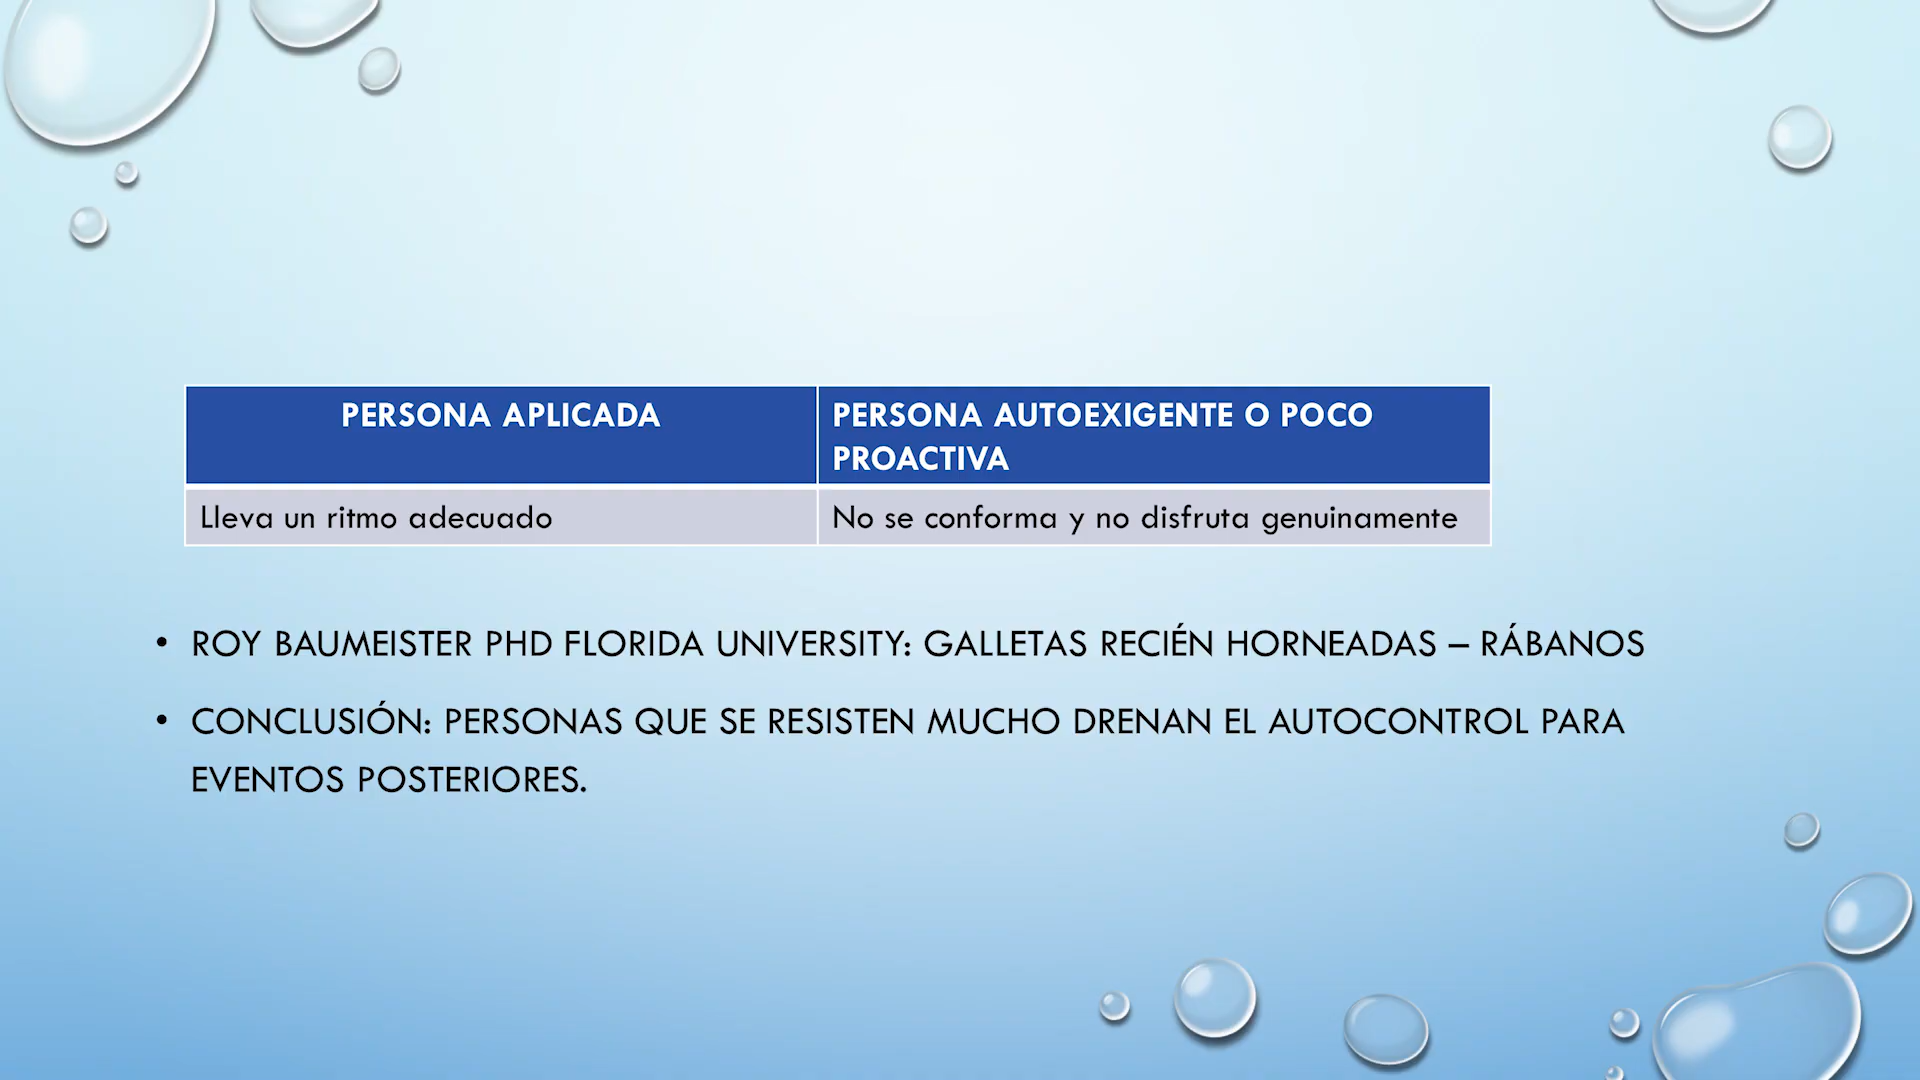 PERSONA APLICADA
PERSONA AUTOEXIGENTE O POCO
PROACTIVA
Lleva un ritmo adecuado
No se conforma y no disfruta genuinamente
• ROY BAUMEISTER PHD FLORIDA UNIVERSITY: GALLETAS RECIÉN HORNEADAS – RÁBANOS
• CONCLUSIÓN: PERSONAS QUE SE RESISTEN MUCHO DRENAN EL AUTOCONTROL PARA
EVENTOS POSTERIORES.